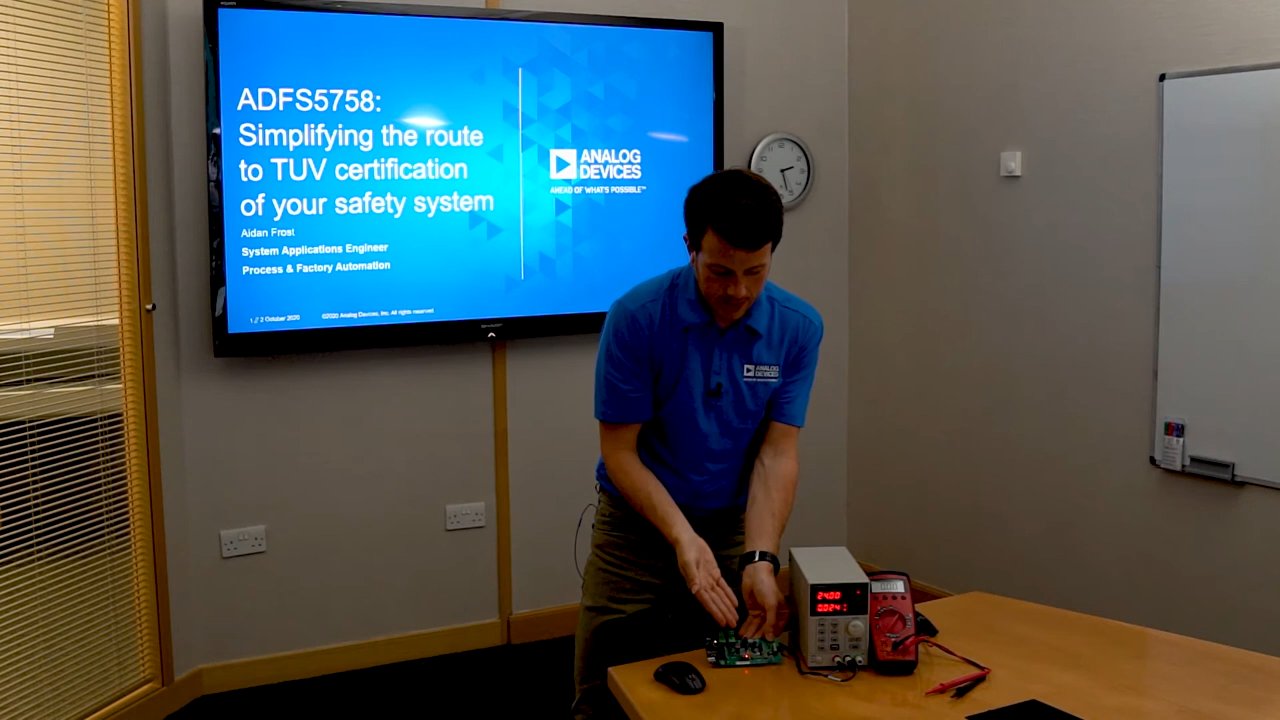 ADFS5758:
Simplifying the route
to TUV certification
of your safety system
Aidan Frost
System Applications Engineer
Process & Factory Automation
2 October 2020
©2020 Analog Devices, Inc. All rights reserved
ANALOG
DEVICES
AHEAD OF WHAT'S POSSIBLE™
SHARP
ANALOG
DEVICES
24.00